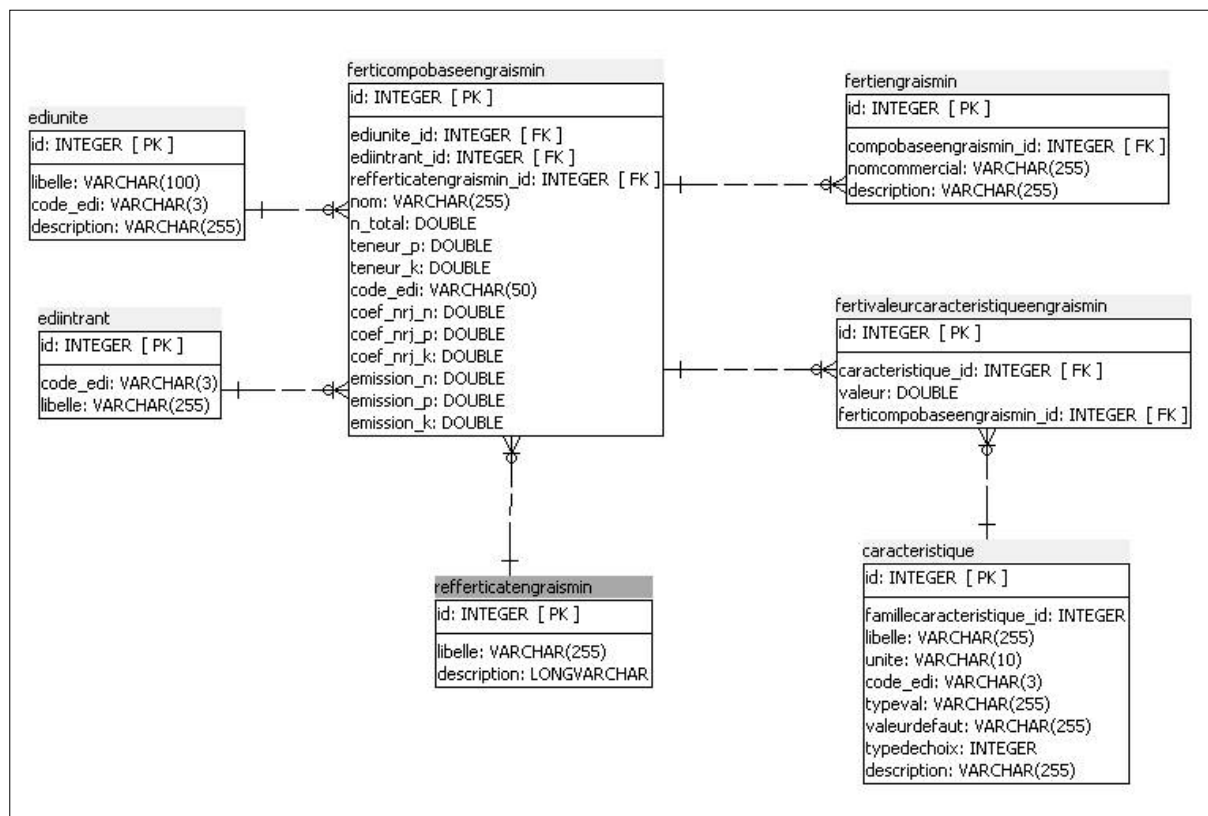 ferticompobaseengraismin
id: INTEGER [ PK ]
ediunite_id: INTEGER [ FK ]
ediintrant_id: INTEGER [ FK ]
refferticatengraismin_id: INTEGER [ FK ]
nom: VARCHAR(255)
n_total: DOUBLE
teneur_p: DOUBLE
teneur_k: DOUBLE
code_edi: VARCHAR(50)
coef_nrj_n: DOUBLE
coef_nrj_p: DOUBLE
coef_nrj_k: DOUBLE
emission_n: DOUBLE
emission_p: DOUBLE
emission_k: DOUBLE
fertiengraismin
id: INTEGER [ PK ]
compobaseengraismin_id: INTEGER [ FK ]
nomcommercial: VARCHAR(255)
description: VARCHAR(255)
ediunite
id: INTEGER [ PK ]
libelle: VARCHAR(100)
code_edi: VARCHAR(3)
description: VARCHAR(255)
ediintrant
id: INTEGER [ PK ]
code_edi: VARCHAR(3)
libelle: VARCHAR(255)
fertivaleurcaracteristiqueengraismin
id: INTEGER [ PK ]
caracteristique_id: INTEGER [ FK ]
valeur: DOUBLE
ferticompobaseengraismin_id: INTEGER [ FK ]
refferticatengraismin
id: INTEGER [ PK ]
libelle: VARCHAR(255)
description: LONGVARCHAR
caracteristique
id: INTEGER [ PK ]
famillecaracteristique_id: INTEGER
libelle: VARCHAR(255)
unite: VARCHAR(10)
code_edi: VARCHAR(3)
typeval: VARCHAR(255)
valeurdefaut: VARCHAR(255)
typedechoix: INTEGER
description: VARCHAR(255)